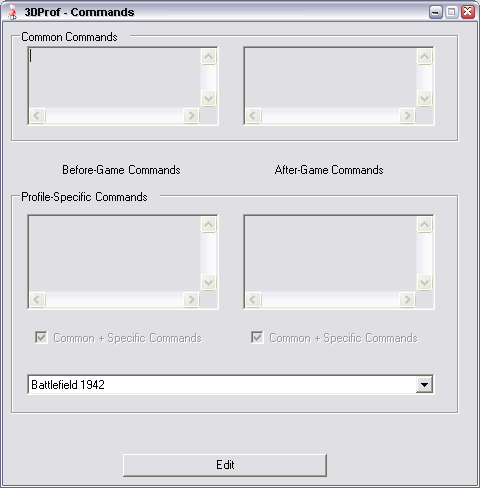 3DProf - Commands
Common Commands
Before-Game Commands
After-Game Commands
Profile-Specific Commands
Common + Specific Commands
Common + Specific Commands
Battlefield 1942
Edit